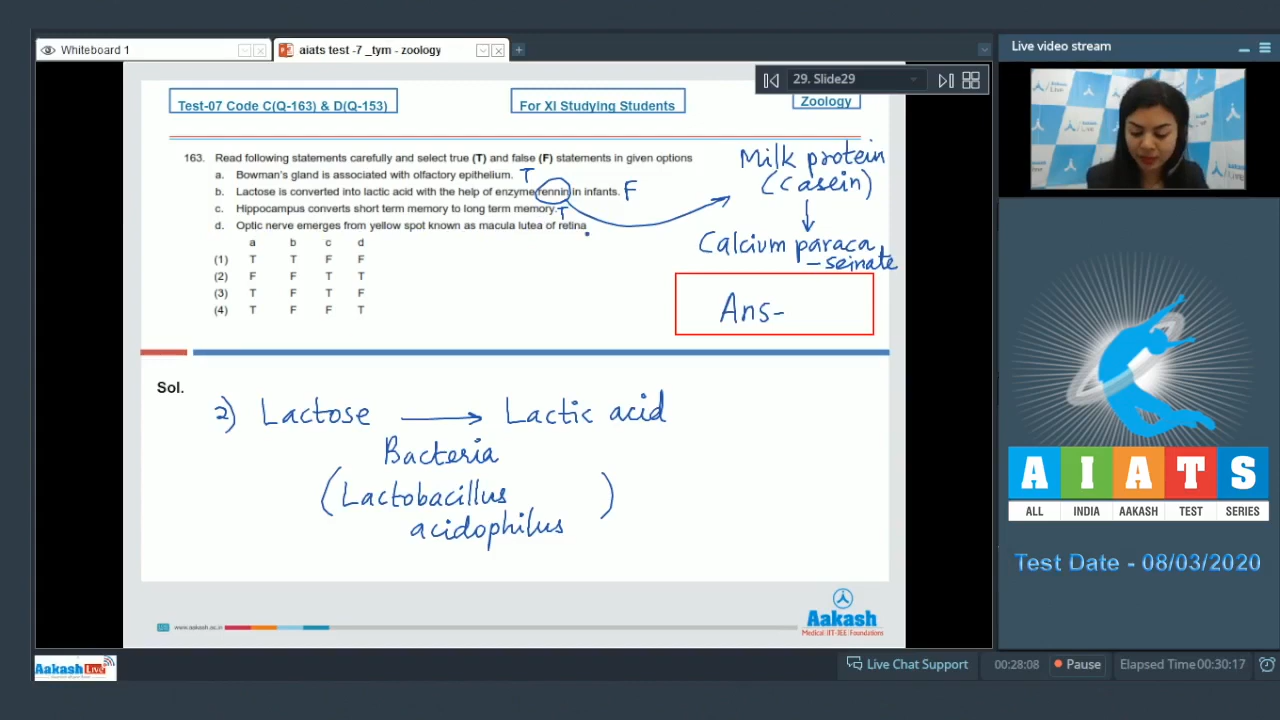 Whiteboard 1
aiats test -7 _tym - zoology
Live video stream
29. Slide29
Test-07 Code C(Q-163) & D(Q-153)
For XI Studying Students
Zoology
163. Read following statements carefully and select true (T) and false (F) statements in given options
a. Bowman's gland is associated with olfactory epithelium. T
b. Lactose is converted into lactic acid with the help of enzyme rennin in infants. F
c. Hippocampus converts short term memory to long term memory. T
d. Optic nerve emerges from yellow spot known as macula lutea of retina
a b c d
(1) T T F F
(2) F F T T
(3) T F T F
(4) T F F T
Milk protein
(Casein)
Calcium paraca
-seinate
Ans-
Sol.
2) Lactose → Lactic acid
Bacteria
(Lactobacillus
acidophilus)
www.aakash.ac.in
Aakash
Medical|IIT-JEE|Foundations
AIATS
ALL INDIA AAKASH TEST SERIES
Test Date - 08/03/2020
Aakash Live
Live Chat Support
00:28:08
Pause
Elapsed Time 00:30:17